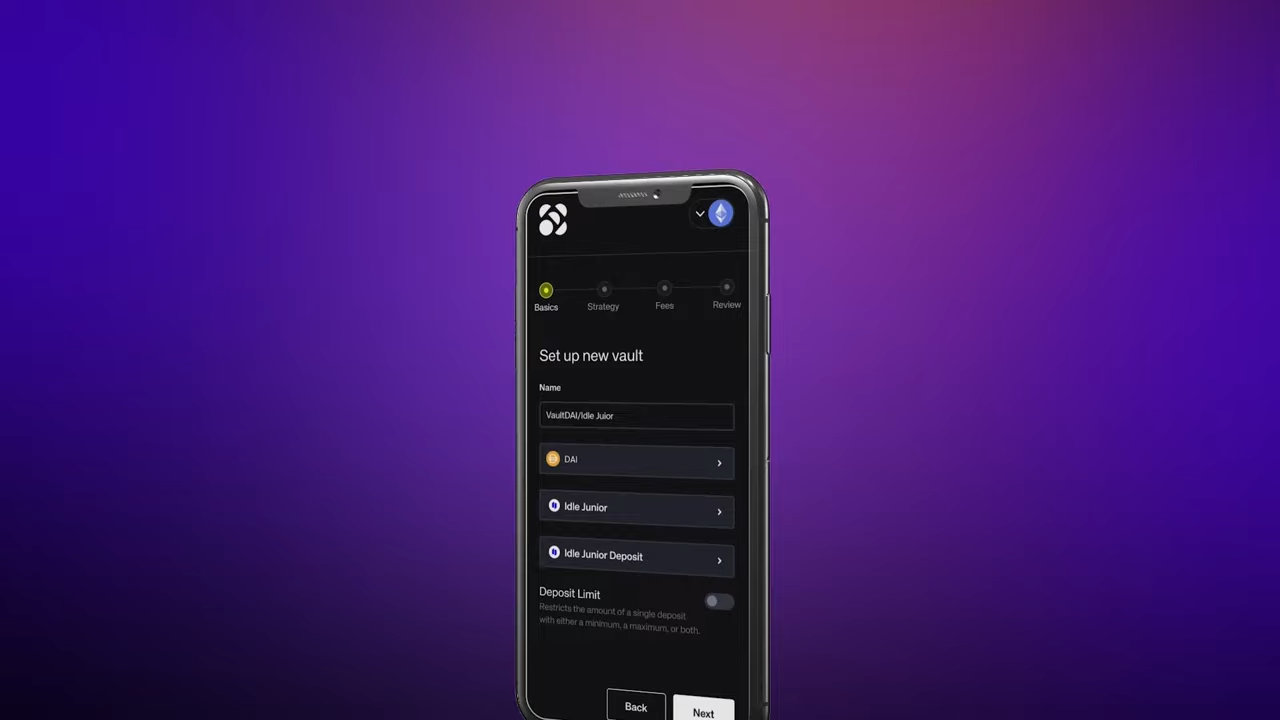 Basics
Strategy
Fees
Review
Set up new vault
Name
VaultDAI/Idle Juior
DAI
Idle Junior
Idle Junior Deposit
Deposit Limit
Restricts the amount of a single deposit
with either a minimum, a maximum, or both.
Back
Next